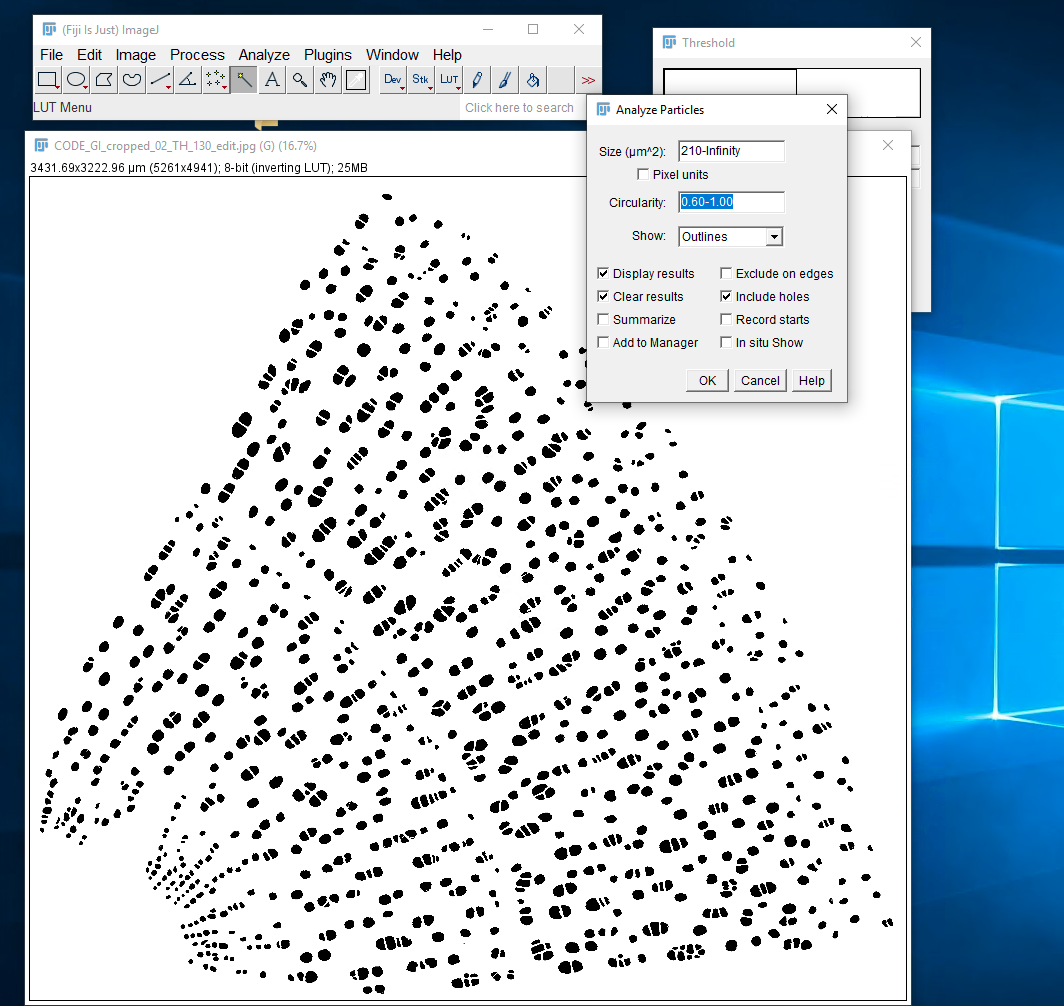 (Fiji Is Just) ImageJ
File Edit Image Process Analyze Plugins Window Help
A Dev Stk LUT >>
LUT Menu
Click here to search
Threshold
Analyze Particles
Size (µm^2): 210-Infinity
Pixel units
Circularity: 0.60-1.00
Show: Outlines
Display results Exclude on edges
Clear results Include holes
Summarize Record starts
Add to Manager In situ Show
OK Cancel Help
CODE_GI_cropped_02_TH_130_edit.jpg (G) (16.7%)
3431.69x3222.96 µm (5261x4941); 8-bit (inverting LUT); 25MB